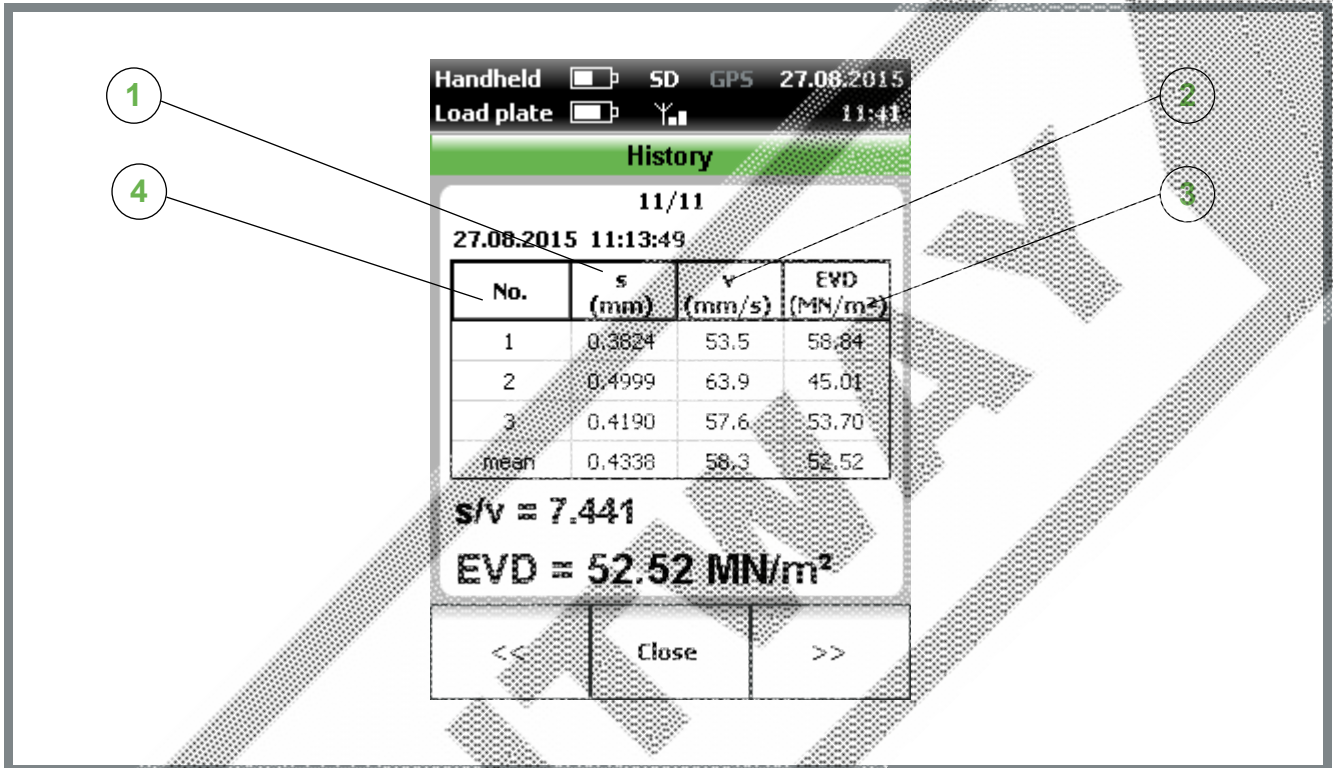 Handheld SD GPS 27.08.2015
Load plate 11:41
History
11/11
27.08.2015 11:13:49
No. s (mm) v (mm/s) EVD (MN/m²)
1 0.3824 53.5 58.84
2 0.4999 63.9 45.01
3 0.4190 57.6 53.70
mean 0.4338 58.3 52.52
s/v = 7.441
EVD = 52.52 MN/m²
<< Close >>
1
2
3
4